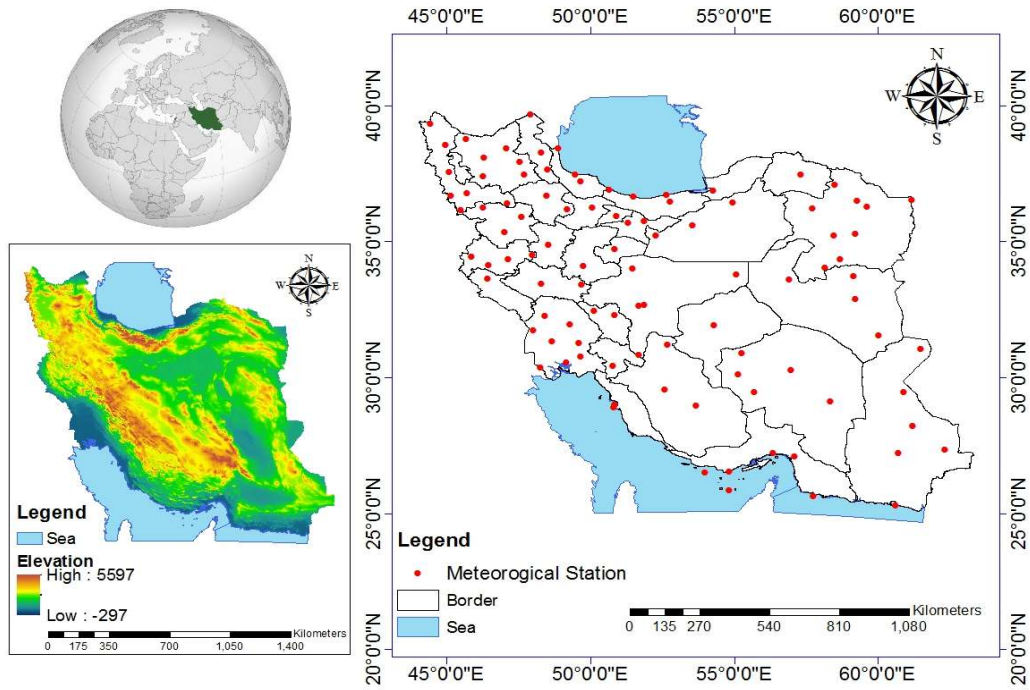 45°0'0"E 50°0'0"E 55°0'0"E 60°0'0"E
N
W E
S
40°0'0"N 40°0'0"N
35°0'0"N 35°0'0"N
30°0'0"N 30°0'0"N
25°0'0"N 25°0'0"N
20°0'0"N 20°0'0"N
N
W E
S
Legend
Sea
Elevation
High : 5597
Low : -297
Kilometers
0 175 350 700 1,050 1,400
Legend
Meteorogical Station
Border
Sea
Kilometers
0 135 270 540 810 1,080
45°0'0"E 50°0'0"E 55°0'0"E 60°0'0"E